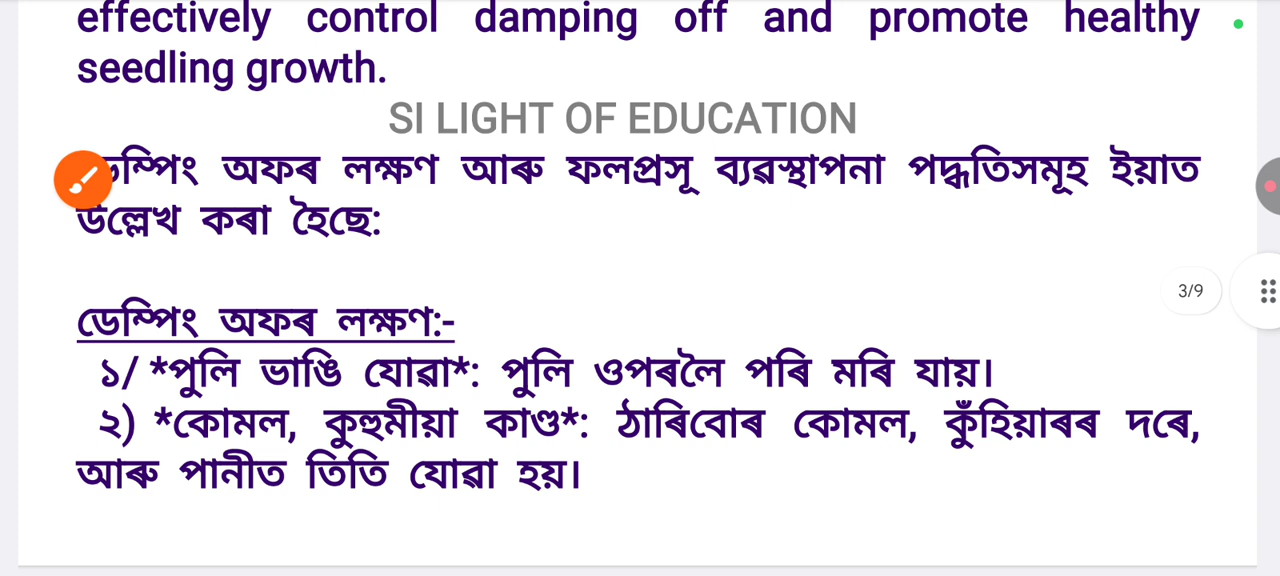 effectively control damping off and promote healthy
seedling growth.
SI LIGHT OF EDUCATION
অফৰ লক্ষণ আৰু ফলপ্ৰসূ ব্যৱস্থাপনা পদ্ধতিসমূহ ইয়াত
উল্লেখ কৰা হৈছে:
ডেম্পিং অফৰ লক্ষণ:-
১/ *পুলি ভাঙি যোৱা*: পুলি ওপৰলৈ পৰি মৰি যায়।
২) *কোমল, কুহুমীয়া কাণ্ড*: ঠাৰিবোৰ কোমল, কুঁহিয়াৰৰ দৰে,
আৰু পানীত তিতি যোৱা হয়।
3/9